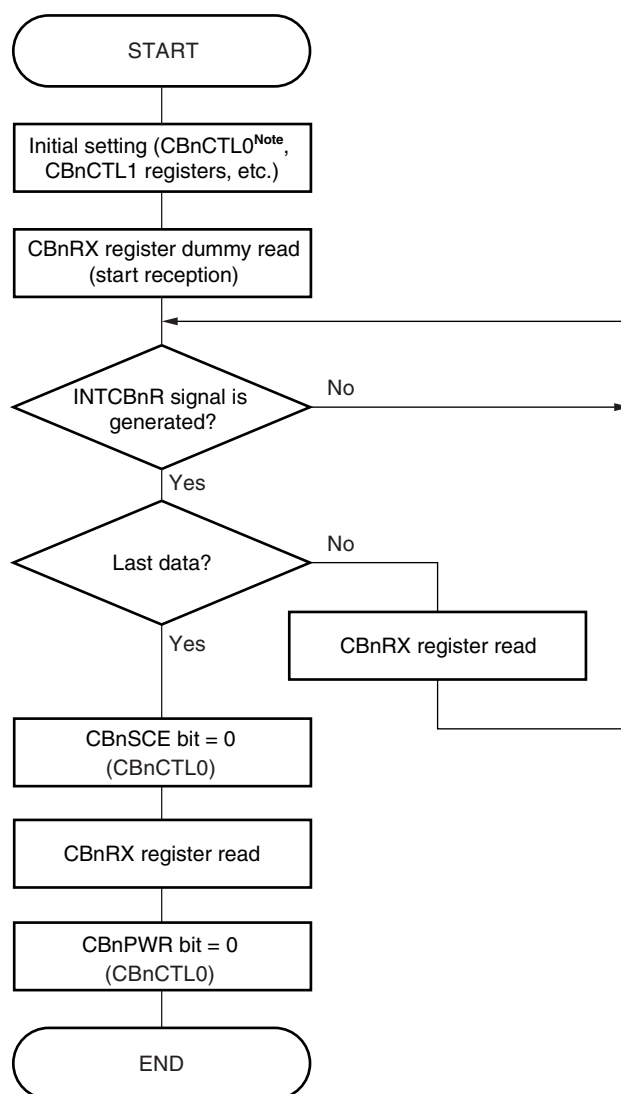 START
Initial setting (CBnCTL0Note,
CBnCTL1 registers, etc.)
CBnRX register dummy read
(start reception)
INTCBnR signal is
generated?
No
Yes
Last data?
No
Yes
CBnRX register read
CBnSCE bit = 0
(CBnCTL0)
CBnRX register read
CBnPWR bit = 0
(CBnCTL0)
END